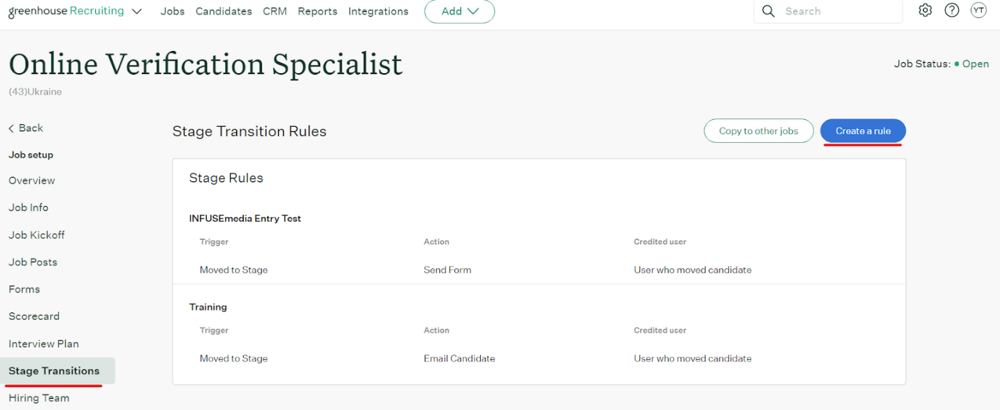 greenhouse Recruiting Jobs Candidates CRM Reports Integrations Add Search YT
Online Verification Specialist
Job Status: Open
(43)Ukraine
Back
Stage Transition Rules Copy to other jobs Create a rule
Job setup
Overview
Job Info
Job Kickoff
Job Posts
Forms
Scorecard
Interview Plan
Stage Transitions
Hiring Team
Stage Rules
INFUSEmedia Entry Test
Trigger Action Credited user
Moved to Stage Send Form User who moved candidate
Training
Trigger Action Credited user
Moved to Stage Email Candidate User who moved candidate